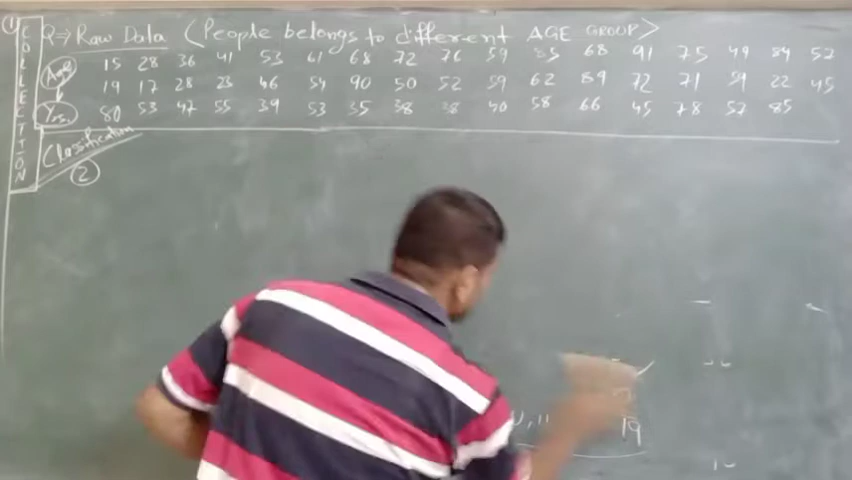 ① Q⇒ Raw Data (People belongs to different AGE GROUP)
COLLECTION
Age 15 28 36 41 53 61 68 72 76 59 85 68 91 75 49 84 52
19 17 28 23 46 54 90 50 52 59 62 89 72 71 59 22 45
Yrs. 80 53 47 55 39 53 35 38 38 40 58 66 45 78 52 85
Classification
②
19
10